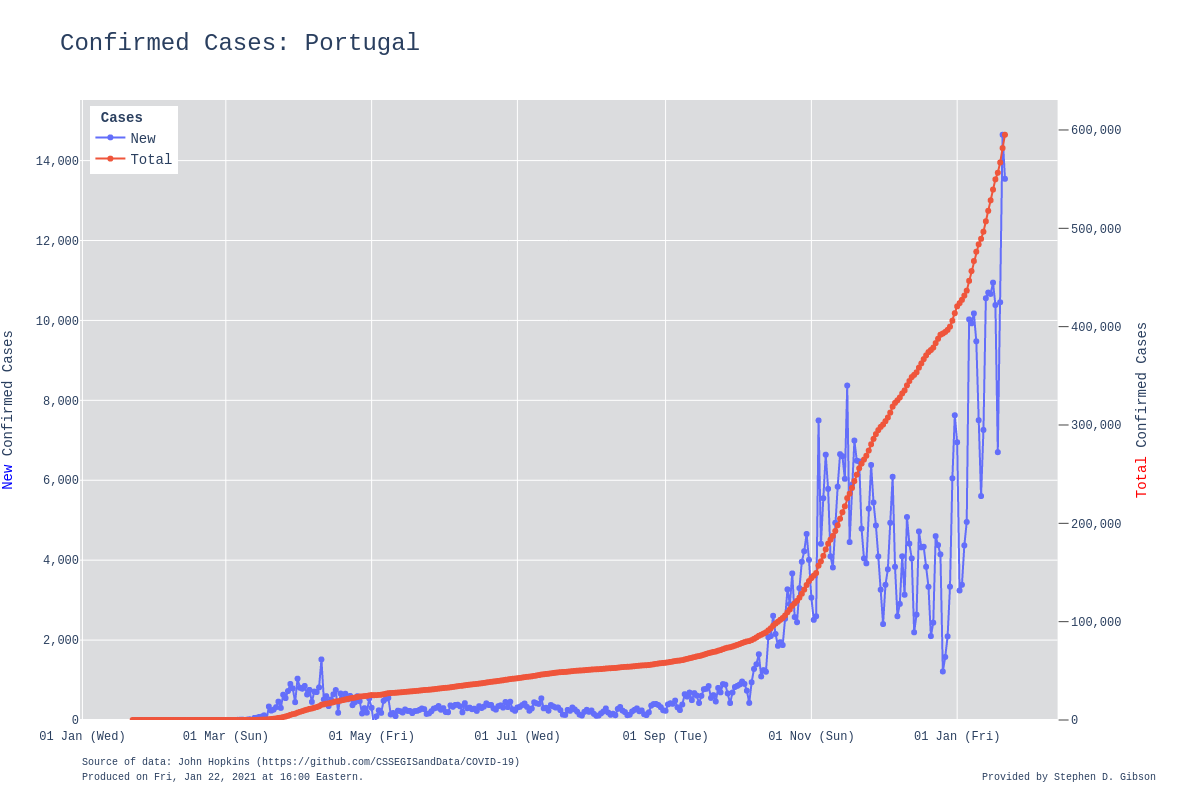 Confirmed Cases: Portugal
Cases
New
Total
14,000
12,000
10,000
8,000
6,000
4,000
2,000
0
New Confirmed Cases
600,000
500,000
400,000
300,000
200,000
100,000
0
Total Confirmed Cases
01 Jan (Wed)
01 Mar (Sun)
01 May (Fri)
01 Jul (Wed)
01 Sep (Tue)
01 Nov (Sun)
01 Jan (Fri)
Source of data: John Hopkins (https://github.com/CSSEGISandData/COVID-19)
Produced on Fri, Jan 22, 2021 at 16:00 Eastern.
Provided by Stephen D. Gibson